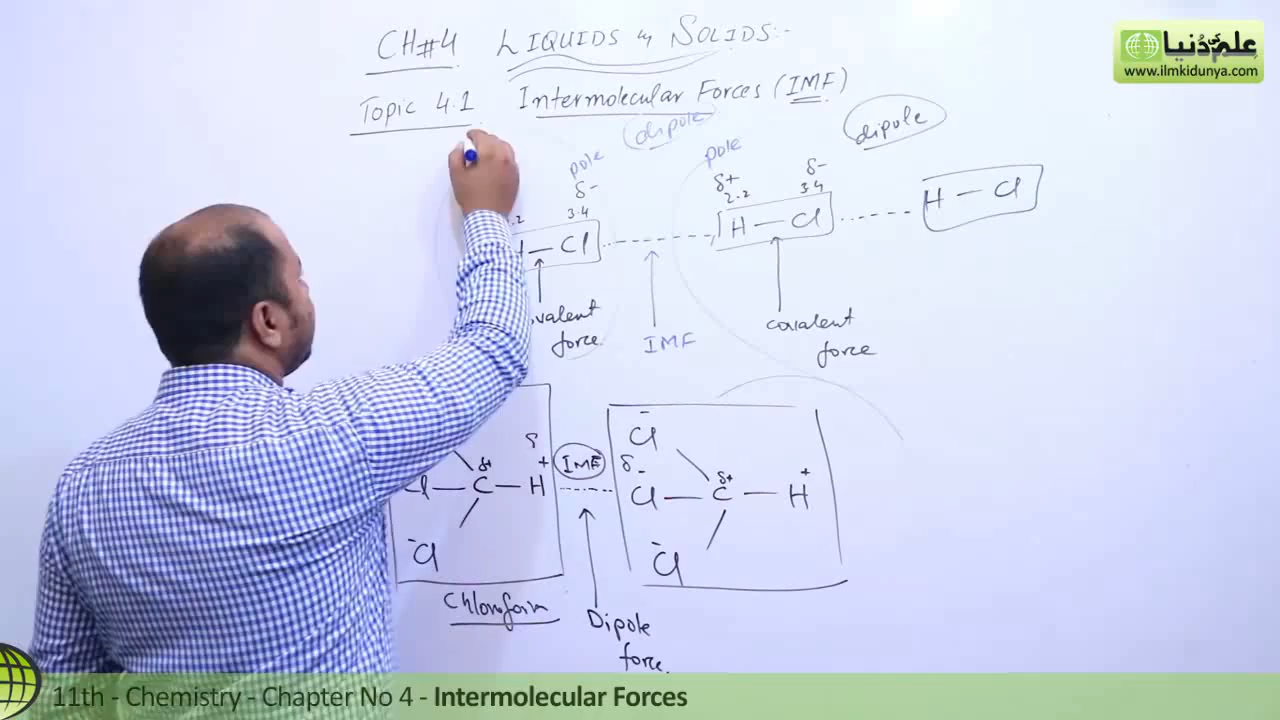 CH#4 LIQUIDS & SOLIDS:-
علم کی دُنیا
www.ilmkidunya.com
Topic 4.1 Intermolecular Forces (IMF)
dipole
dipole
pole
pole
δ-
δ+
δ-
3.4
2.2
3.4
— Cl
H — Cl
H — Cl
force
IMF
covalent
force
Cl
δ
δ-
Cl — C — H
δ+
+
IMF
Cl — C — H
δ+
+
-Cl
-Cl
Chloroform
Dipole
force.
11th - Chemistry - Chapter No 4 - Intermolecular Forces